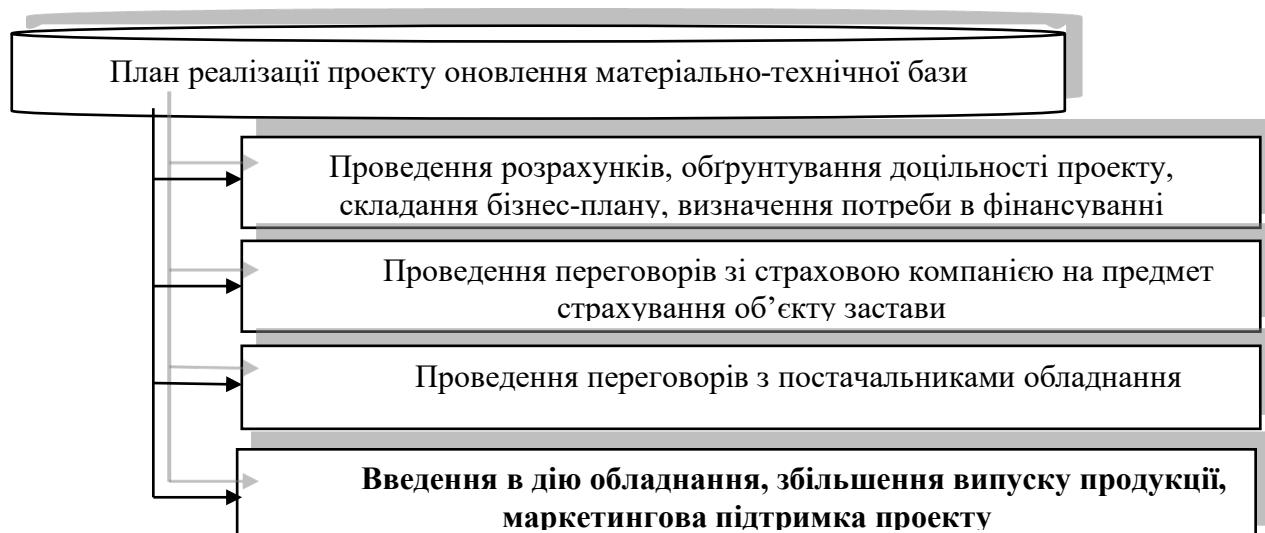 План реалізації проекту оновлення матеріально-технічної бази
Проведення розрахунків, обґрунтування доцільності проекту,
складання бізнес-плану, визначення потреби в фінансуванні
Проведення переговорів зі страховою компанією на предмет
страхування об’єкту застави
Проведення переговорів з постачальниками обладнання
Введення в дію обладнання, збільшення випуску продукції,
маркетингова підтримка проекту